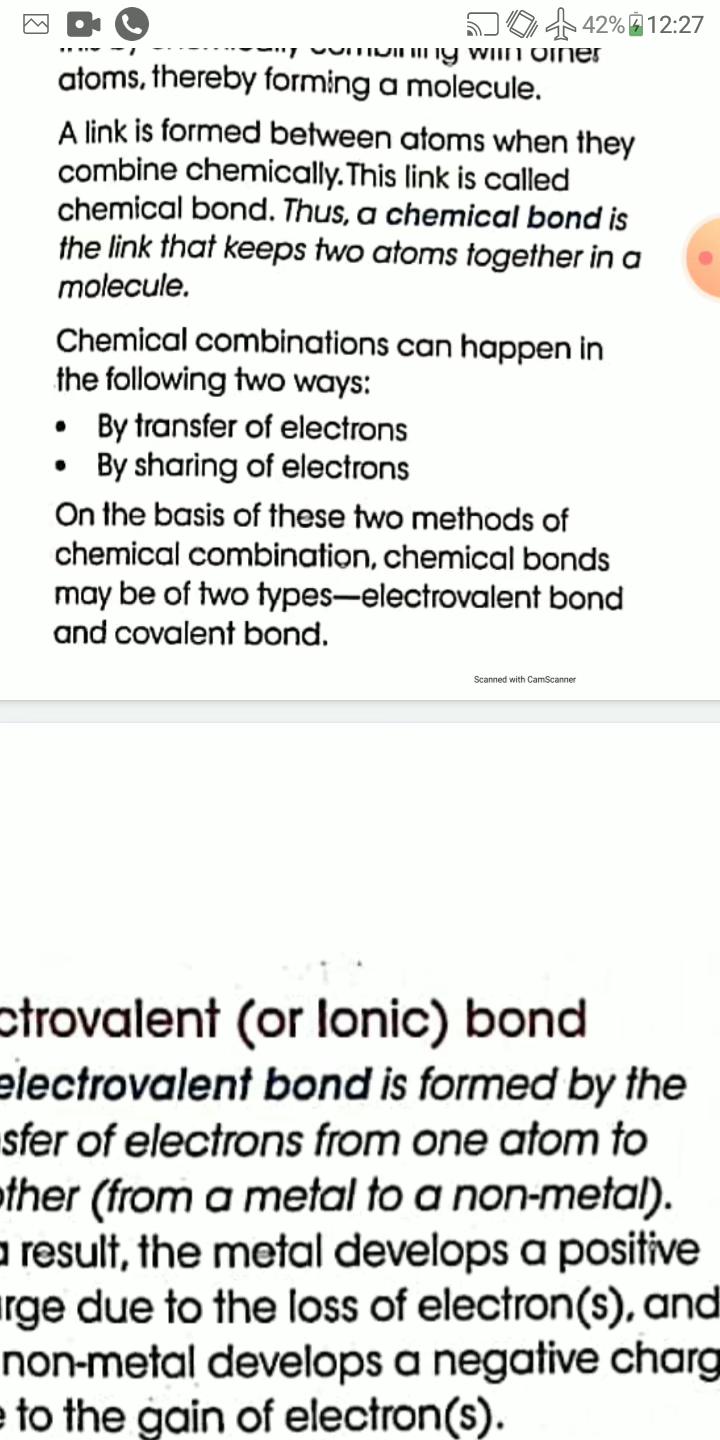 42% 12:27
combining with other
atoms, thereby forming a molecule.
A link is formed between atoms when they
combine chemically. This link is called
chemical bond. Thus, a chemical bond is
the link that keeps two atoms together in a
molecule.
Chemical combinations can happen in
the following two ways:
• By transfer of electrons
• By sharing of electrons
On the basis of these two methods of
chemical combination, chemical bonds
may be of two types—electrovalent bond
and covalent bond.
Scanned with CamScanner
ctrovalent (or Ionic) bond
electrovalent bond is formed by the
sfer of electrons from one atom to
other (from a metal to a non-metal).
a result, the metal develops a positive
rge due to the loss of electron(s), and
non-metal develops a negative charg
e to the gain of electron(s).